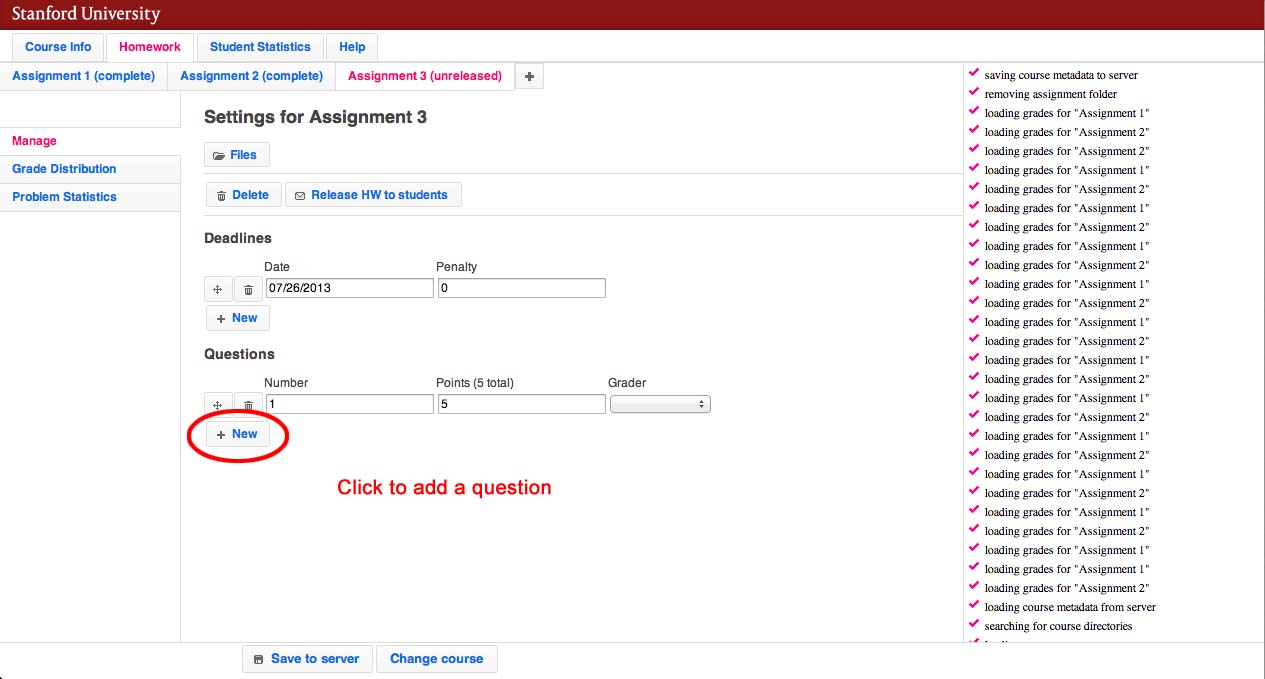 Stanford University
Course Info Homework Student Statistics Help
Assignment 1 (complete) Assignment 2 (complete) Assignment 3 (unreleased)
Manage
Grade Distribution
Problem Statistics
Settings for Assignment 3
Files
Delete Release HW to students
Deadlines
Date Penalty
07/26/2013 0
New
Questions
Number Points (5 total) Grader
1 5
New
Click to add a question
Save to server Change course
saving course metadata to server
removing assignment folder
loading grades for "Assignment 1"
loading grades for "Assignment 2"
loading grades for "Assignment 2"
loading grades for "Assignment 1"
loading grades for "Assignment 2"
loading grades for "Assignment 1"
loading grades for "Assignment 2"
loading grades for "Assignment 1"
loading grades for "Assignment 2"
loading grades for "Assignment 1"
loading grades for "Assignment 2"
loading grades for "Assignment 1"
loading grades for "Assignment 2"
loading grades for "Assignment 1"
loading grades for "Assignment 2"
loading grades for "Assignment 1"
loading grades for "Assignment 2"
loading grades for "Assignment 1"
loading grades for "Assignment 2"
loading grades for "Assignment 1"
loading grades for "Assignment 2"
loading grades for "Assignment 1"
loading grades for "Assignment 2"
loading grades for "Assignment 1"
loading grades for "Assignment 1"
loading grades for "Assignment 2"
loading course metadata from server
searching for course directories